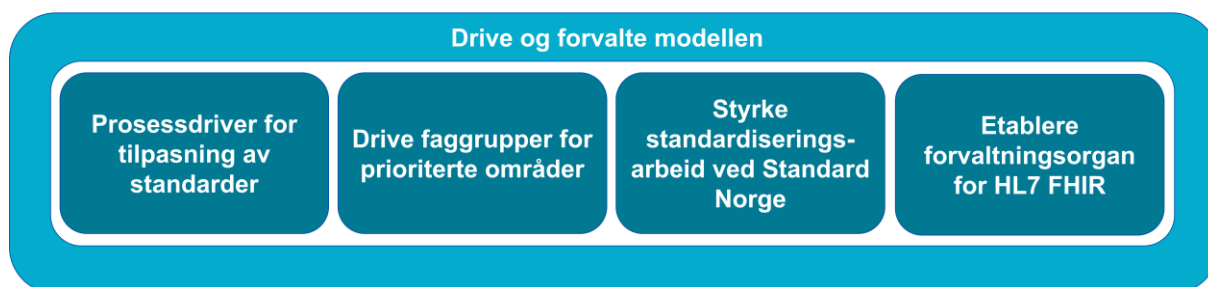 Drive og forvalte modellen
Prosessdriver for
tilpasning av
standarder
Drive faggrupper for
prioriterte områder
Styrke
standardiserings-
arbeid ved Standard
Norge
Etablere
forvaltningsorgan
for HL7 FHIR